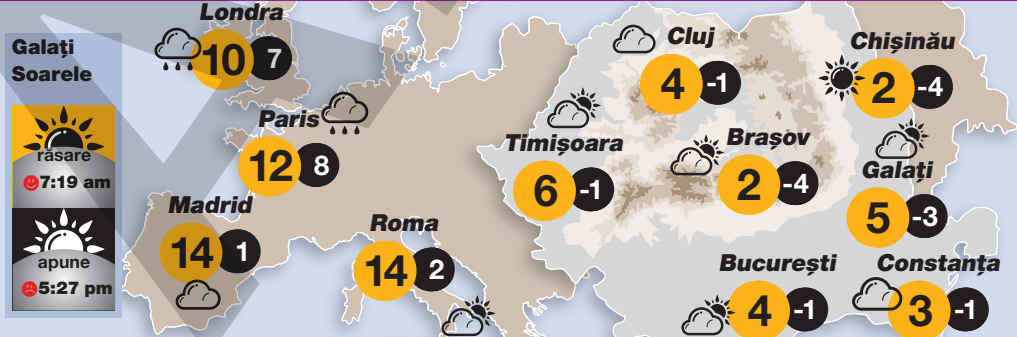 Galați
Soarele
răsare
7:19 am
apune
5:27 pm
Londra
10 7
Paris
12 8
Madrid
14 1
Roma
14 2
Cluj
4 -1
Timișoara
6 -1
Brașov
2 -4
Chișinău
2 -4
Galați
5 -3
București
4 -1
Constanța
3 -1